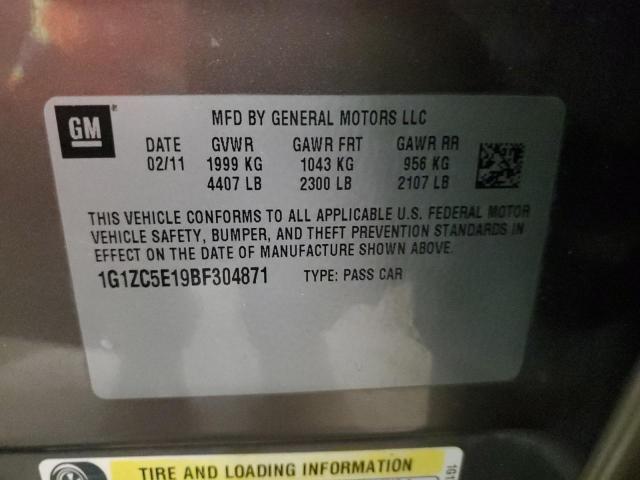 GM
MFD BY GENERAL MOTORS LLC
DATE GVWR GAWR FRT GAWR RR
02/11 1999 KG 1043 KG 956 KG
4407 LB 2300 LB 2107 LB
THIS VEHICLE CONFORMS TO ALL APPLICABLE U.S. FEDERAL MOTOR
VEHICLE SAFETY, BUMPER, AND THEFT PREVENTION STANDARDS IN
EFFECT ON THE DATE OF MANUFACTURE SHOWN ABOVE.
1G1ZC5E19BF304871 TYPE: PASS CAR
TIRE AND LOADING INFORMATION